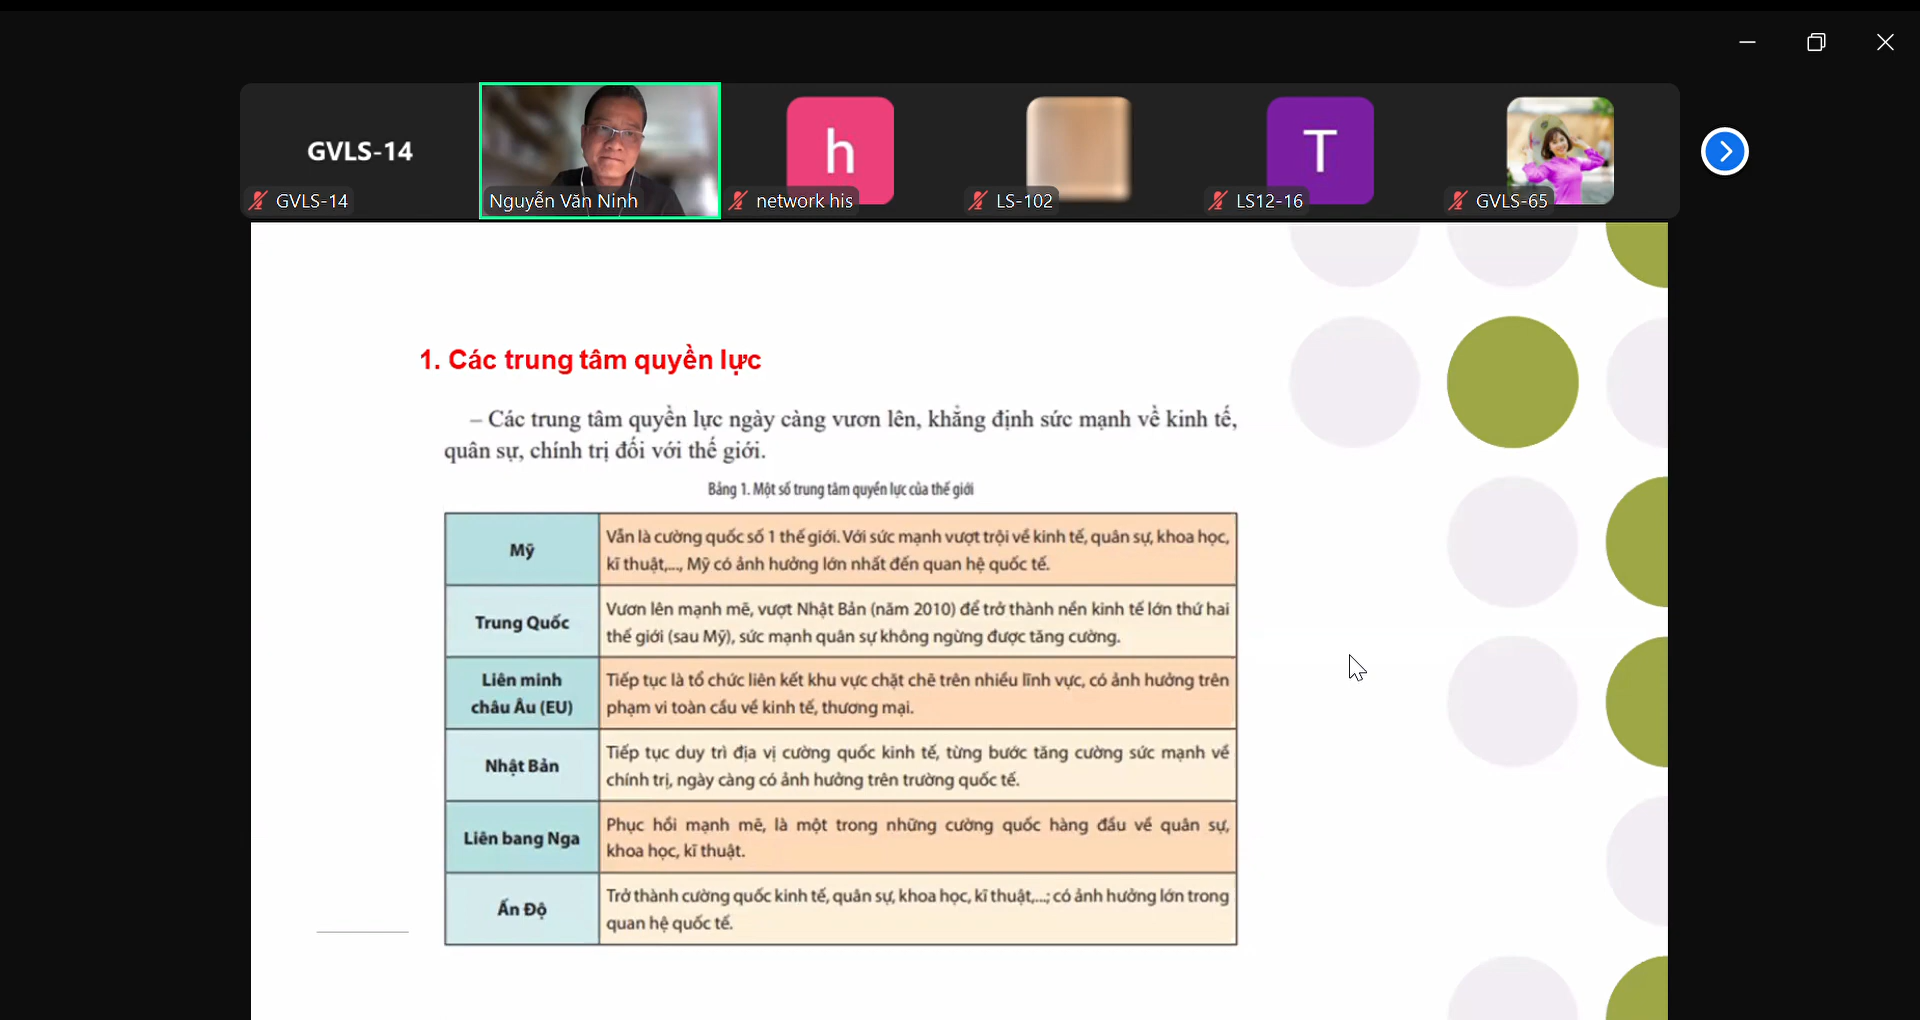 GVLS-14
h
T
GVLS-14
Nguyễn Văn Ninh
network his
LS-102
LS12-16
GVLS-65
1. Các trung tâm quyền lực
– Các trung tâm quyền lực ngày càng vươn lên, khẳng định sức mạnh về kinh tế,
quân sự, chính trị đối với thế giới.
Bảng 1. Một số trung tâm quyền lực của thế giới
Mỹ
Vẫn là cường quốc số 1 thế giới. Với sức mạnh vượt trội về kinh tế, quân sự, khoa học,
kĩ thuật,..., Mỹ có ảnh hưởng lớn nhất đến quan hệ quốc tế.
Trung Quốc
Vươn lên mạnh mẽ, vượt Nhật Bản (năm 2010) để trở thành nền kinh tế lớn thứ hai
thế giới (sau Mỹ), sức mạnh quân sự không ngừng được tăng cường.
Liên minh
châu Âu (EU)
Tiếp tục là tổ chức liên kết khu vực chặt chẽ trên nhiều lĩnh vực, có ảnh hưởng trên
phạm vi toàn cầu về kinh tế, thương mại.
Nhật Bản
Tiếp tục duy trì địa vị cường quốc kinh tế, từng bước tăng cường sức mạnh về
chính trị, ngày càng có ảnh hưởng trên trường quốc tế.
Liên bang Nga
Phục hồi mạnh mẽ, là một trong những cường quốc hàng đầu về quân sự,
khoa học, kĩ thuật.
Ấn Độ
Trở thành cường quốc kinh tế, quân sự, khoa học, kĩ thuật,...; có ảnh hưởng lớn trong
quan hệ quốc tế.